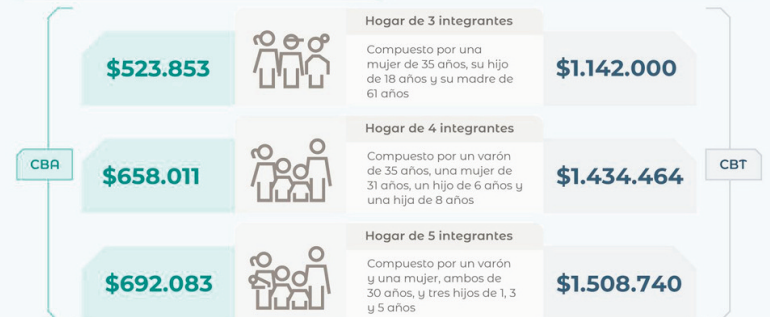 Hogar de 3 integrantes
$523.853
Compuesto por una
mujer de 35 años, su hijo
de 18 años y su madre de
61 años
$1.142.000
CBA
Hogar de 4 integrantes
$658.011
Compuesto por un varón
de 35 años, una mujer de
31 años, un hijo de 6 años y
una hija de 8 años
$1.434.464
CBT
Hogar de 5 integrantes
$692.083
Compuesto por un varón
y una mujer, ambos de
30 años, y tres hijos de 1, 3
y 5 años
$1.508.740